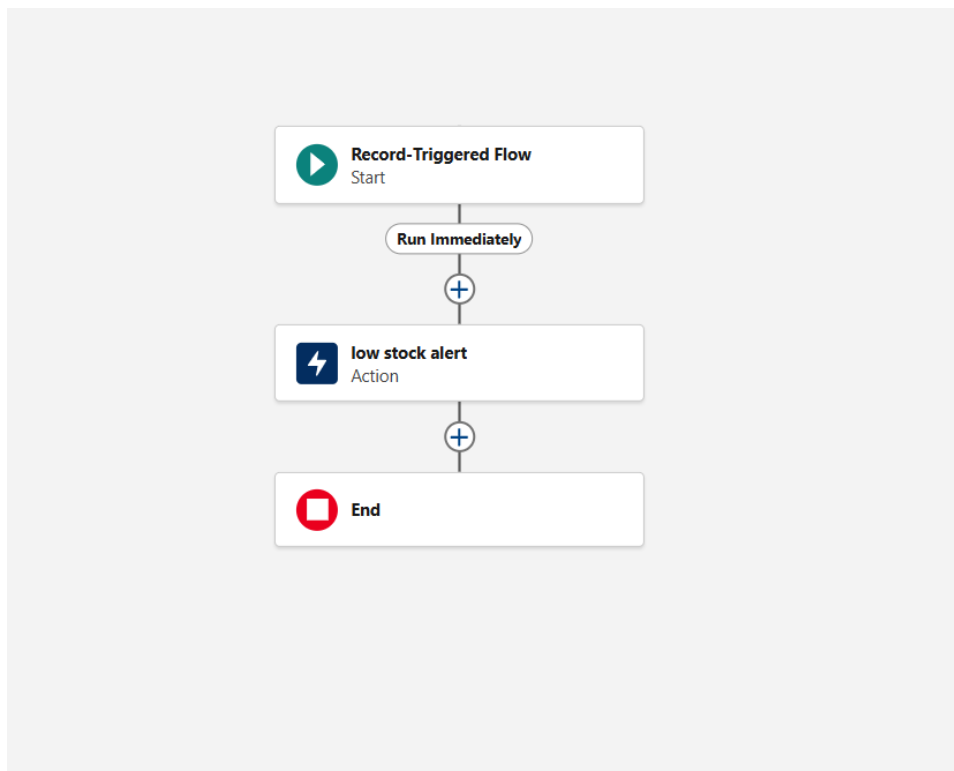 Record-Triggered Flow
Start
Run Immediately
low stock alert
Action
End